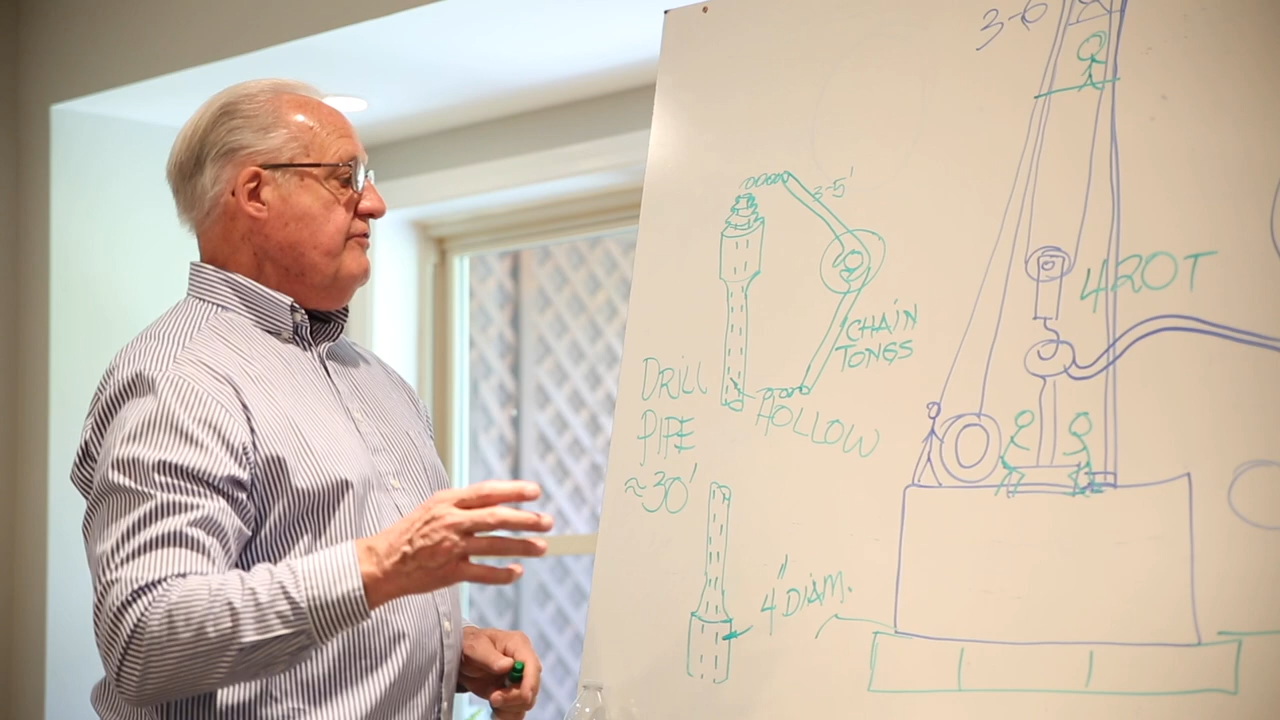 3-6
3-5'
4 ROT
CHAIN
TONGS
DRILL
PIPE
≈30'
HOLLOW
4" DIAM.